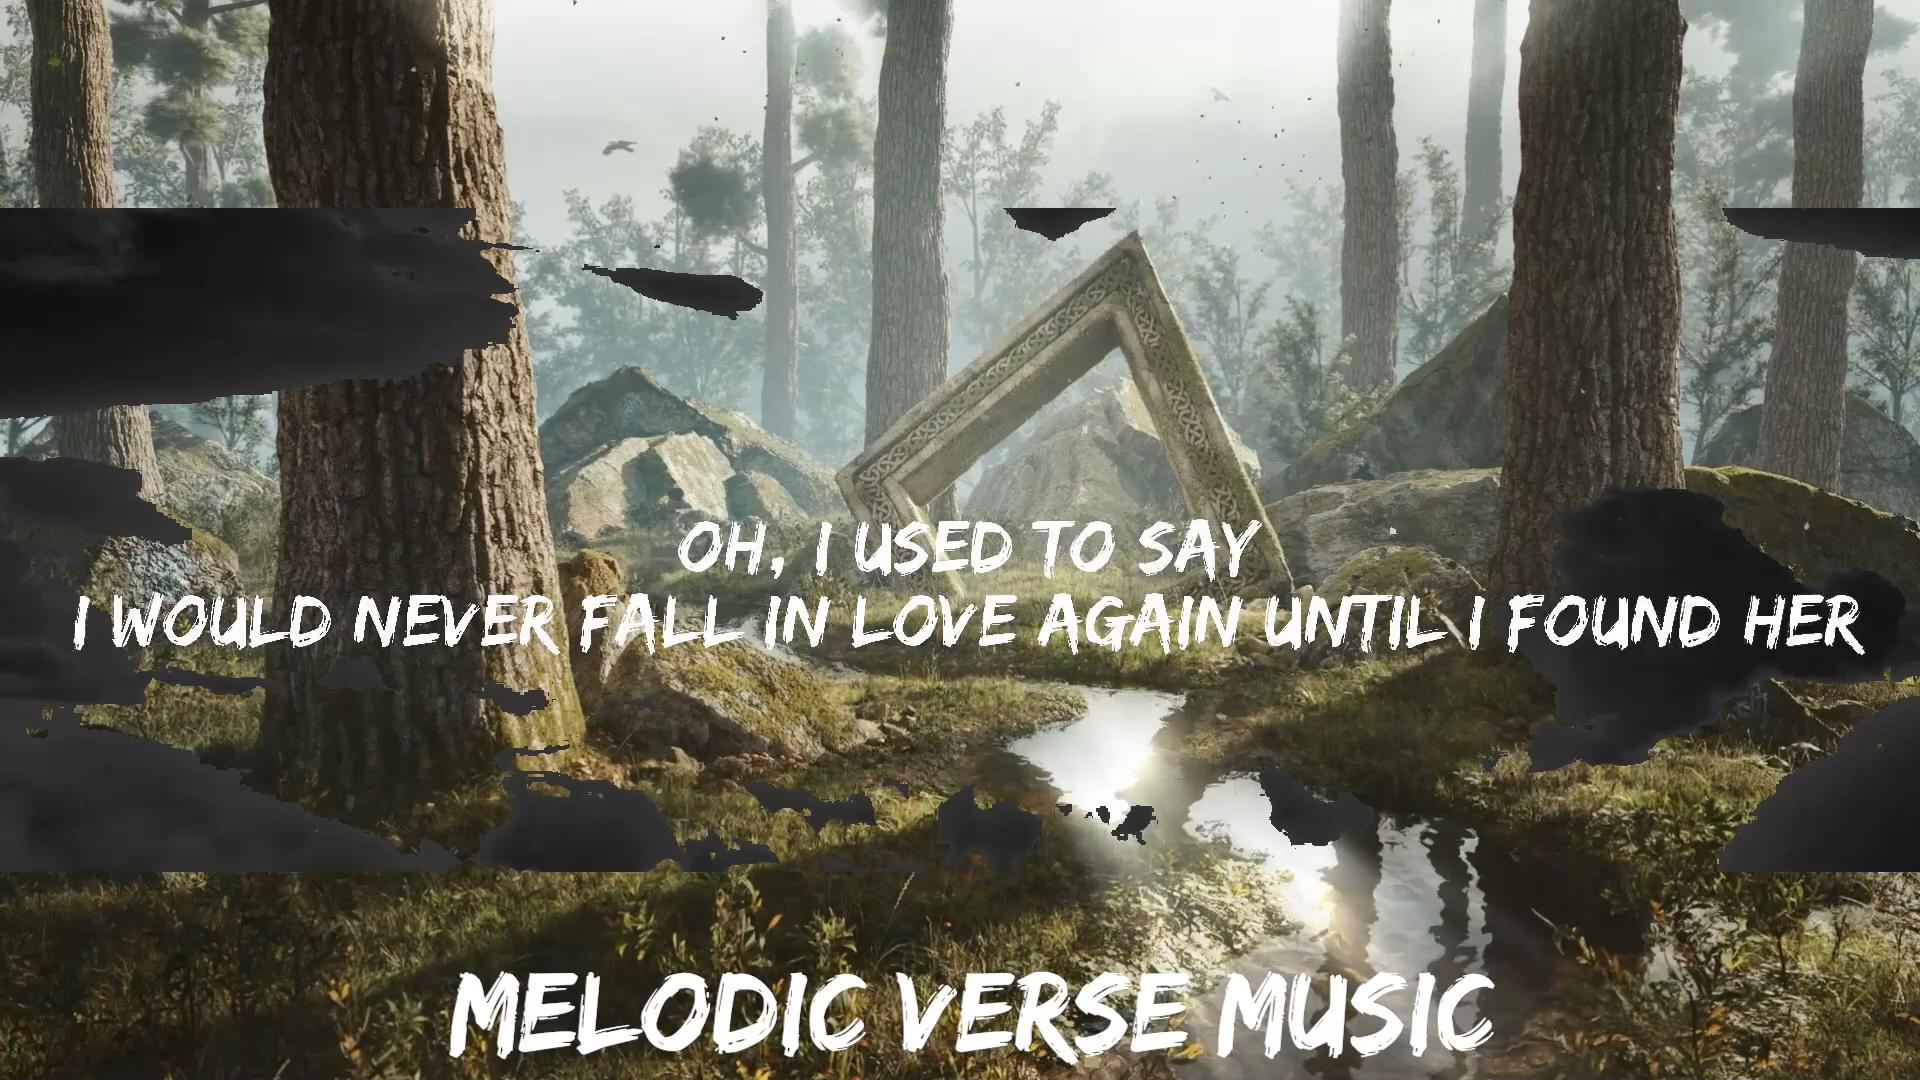 OH, I USED TO SAY
I WOULD NEVER FALL IN LOVE AGAIN UNTIL I FOUND HER
MELODIC VERSE MUSIC